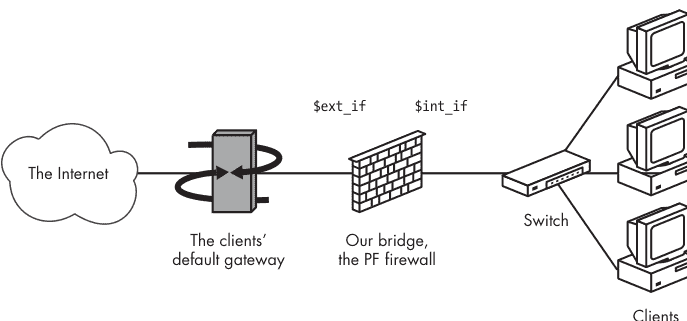 $ext_if
$int_if
The Internet
Switch
The clients'
default gateway
Our bridge,
the PF firewall
Clients